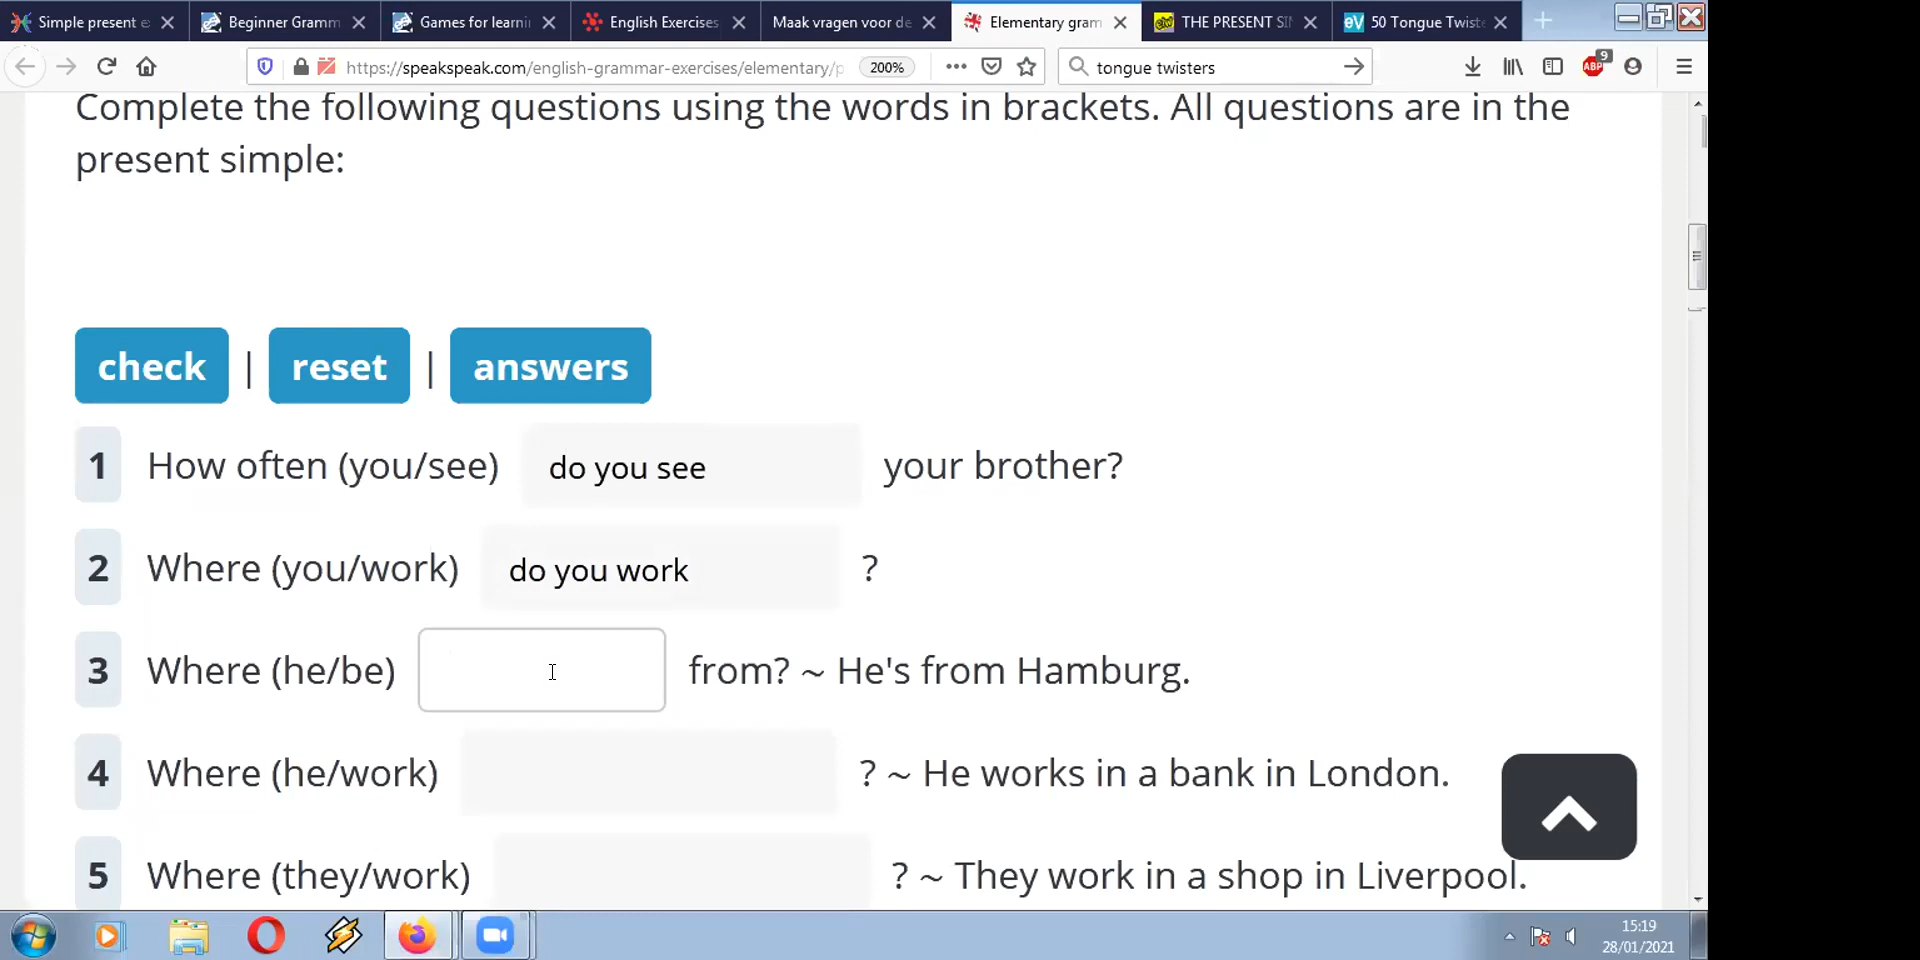 Simple present e
Beginner Gramm
Games for learni
English Exercises
Maak vragen voor de
Elementary gram
THE PRESENT SI
50 Tongue Twist
https://speakspeak.com/english-grammar-exercises/elementary/p
200%
tongue twisters
ABP
9
Complete the following questions using the words in brackets. All questions are in the
present simple:
check | reset | answers
1 How often (you/see) do you see your brother?
2 Where (you/work) do you work ?
3 Where (he/be) from? ~ He's from Hamburg.
4 Where (he/work) ? ~ He works in a bank in London.
5 Where (they/work) ? ~ They work in a shop in Liverpool.
15:19
28/01/2021